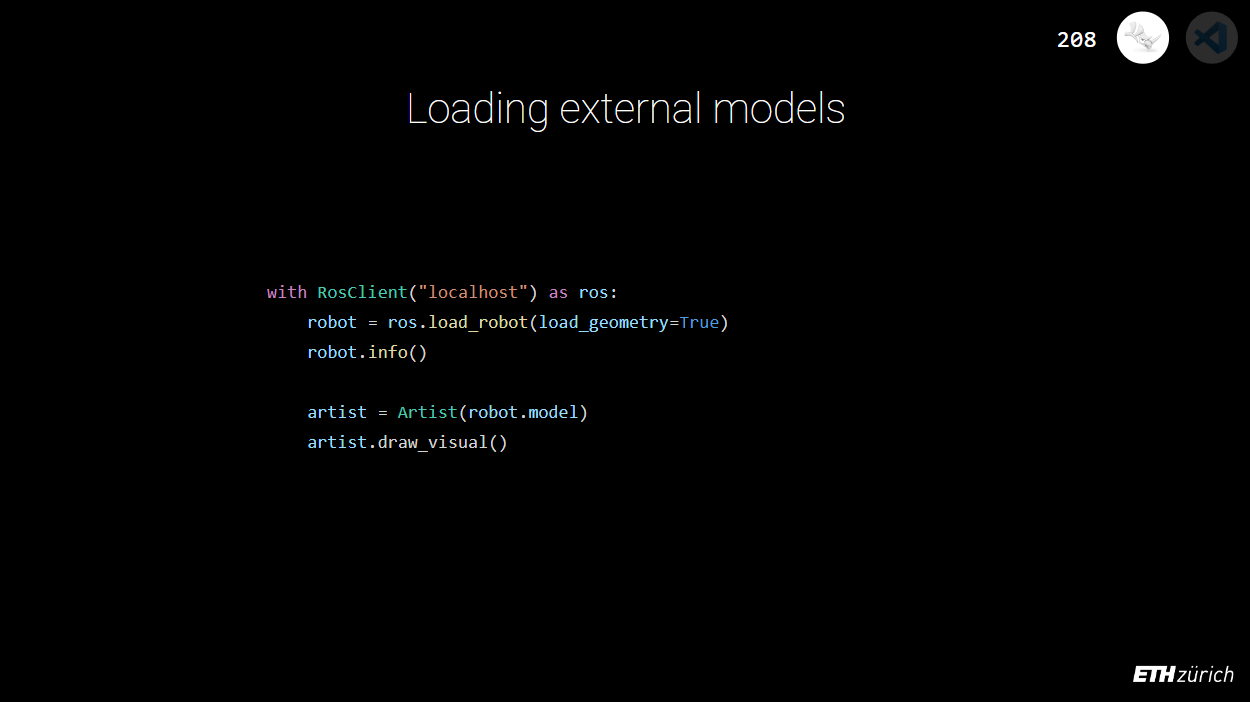 208
Loading external models
with RosClient("localhost") as ros:
    robot = ros.load_robot(load_geometry=True)
    robot.info()

    artist = Artist(robot.model)
    artist.draw_visual()
ETH zürich